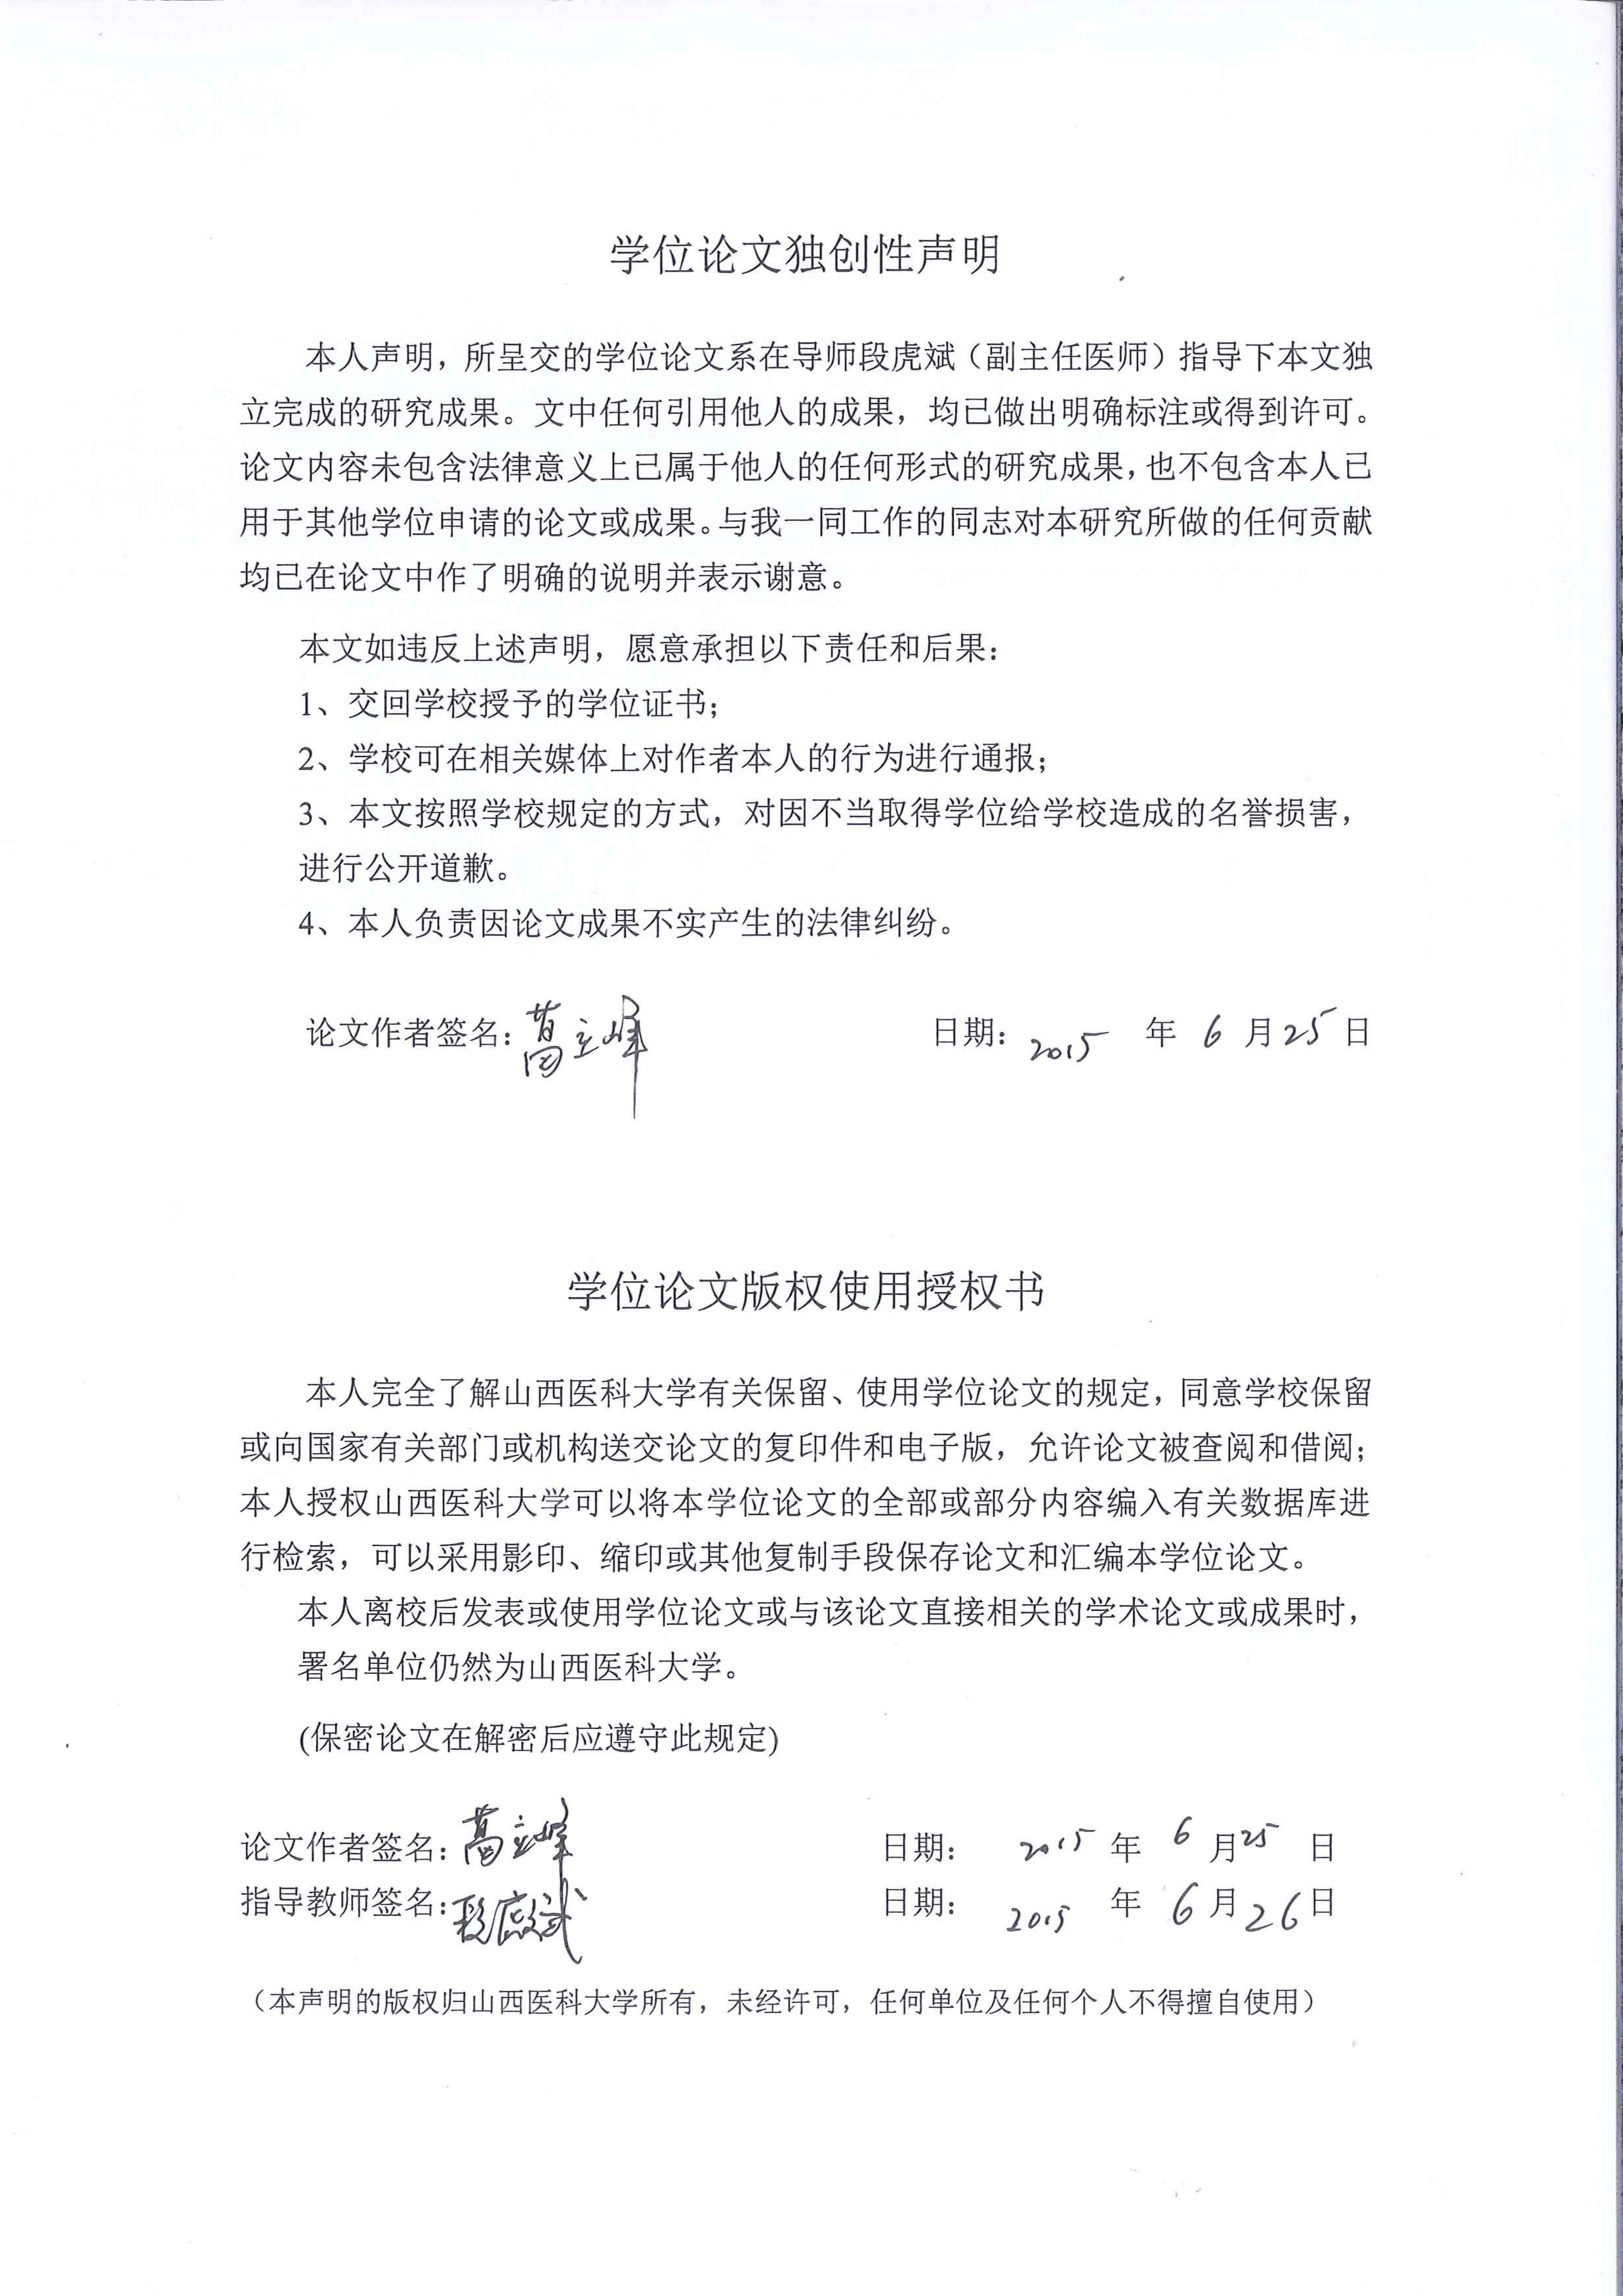 学位论文独创性声明
本人声明，所呈交的学位论文系在导师段虎斌（副主任医师）指导下本文独
立完成的研究成果。文中任何引用他人的成果，均已做出明确标注或得到许可。
论文内容未包含法律意义上已属于他人的任何形式的研究成果，也不包含本人已
用于其他学位申请的论文或成果。与我一同工作的同志对本研究所做的任何贡献
均已在论文中作了明确的说明并表示谢意。
本文如违反上述声明，愿意承担以下责任和后果：
1、交回学校授予的学位证书；
2、学校可在相关媒体上对作者本人的行为进行通报；
3、本文按照学校规定的方式，对因不当取得学位给学校造成的名誉损害，
进行公开道歉。
4、本人负责因论文成果不实产生的法律纠纷。
论文作者签名： 日期：2015 年 6 月 25 日
学位论文版权使用授权书
本人完全了解山西医科大学有关保留、使用学位论文的规定，同意学校保留
或向国家有关部门或机构送交论文的复印件和电子版，允许论文被查阅和借阅；
本人授权山西医科大学可以将本学位论文的全部或部分内容编入有关数据库进
行检索，可以采用影印、缩印或其他复制手段保存论文和汇编本学位论文。
本人离校后发表或使用学位论文或与该论文直接相关的学术论文或成果时，
署名单位仍然为山西医科大学。
(保密论文在解密后应遵守此规定)
论文作者签名： 日期： 2015 年 6 月 25 日
指导教师签名：段虎斌 日期： 2015 年 6 月 26 日
（本声明的版权归山西医科大学所有，未经许可，任何单位及任何个人不得擅自使用）